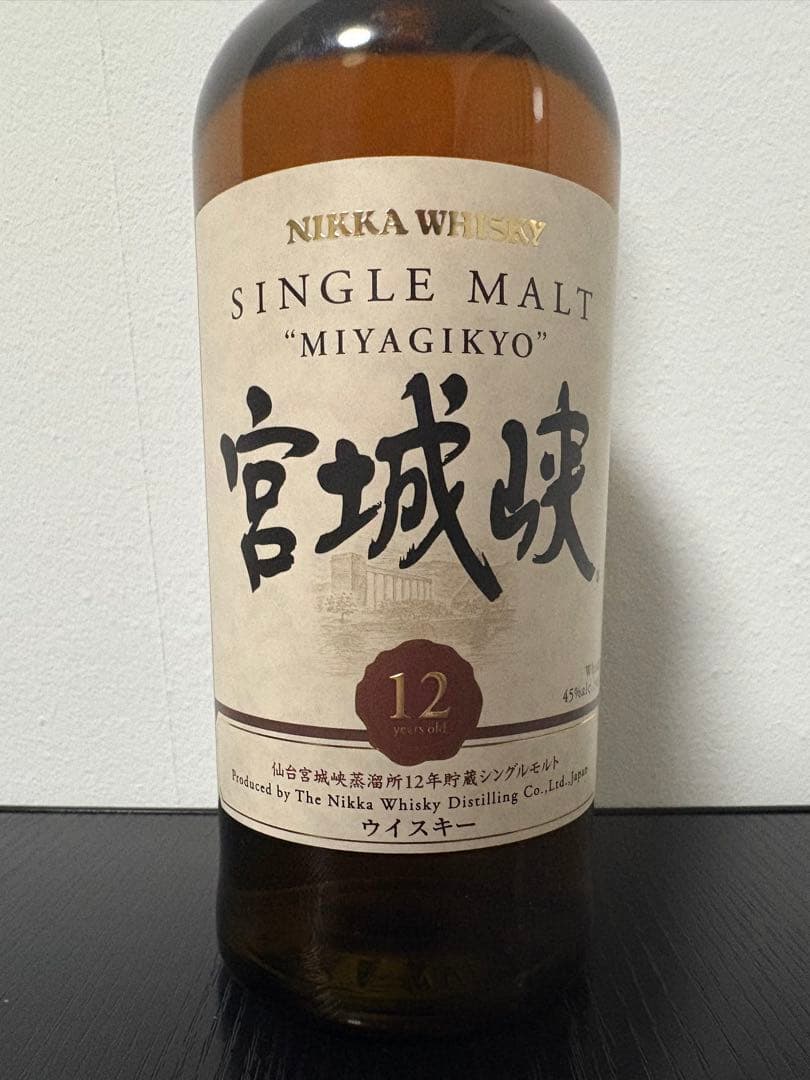 NIKKA WHISKY
SINGLE MALT
“MIYAGIKYO”
宮城峡
12
years old
45%alc
仙台宮城峡蒸溜所12年貯蔵シングルモルト
Produced by The Nikka Whisky Distilling Co.,Ltd.,Japan
ウイスキー